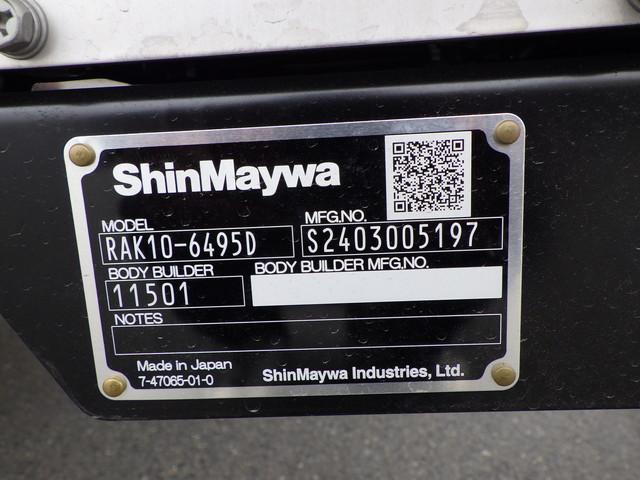 ShinMaywa
MODEL MFG.NO.
RAK10-6495D S2403005197
BODY BUILDER BODY BUILDER MFG.NO.
11501
NOTES
Made in Japan
7-47065-01-0 ShinMaywa Industries, Ltd.